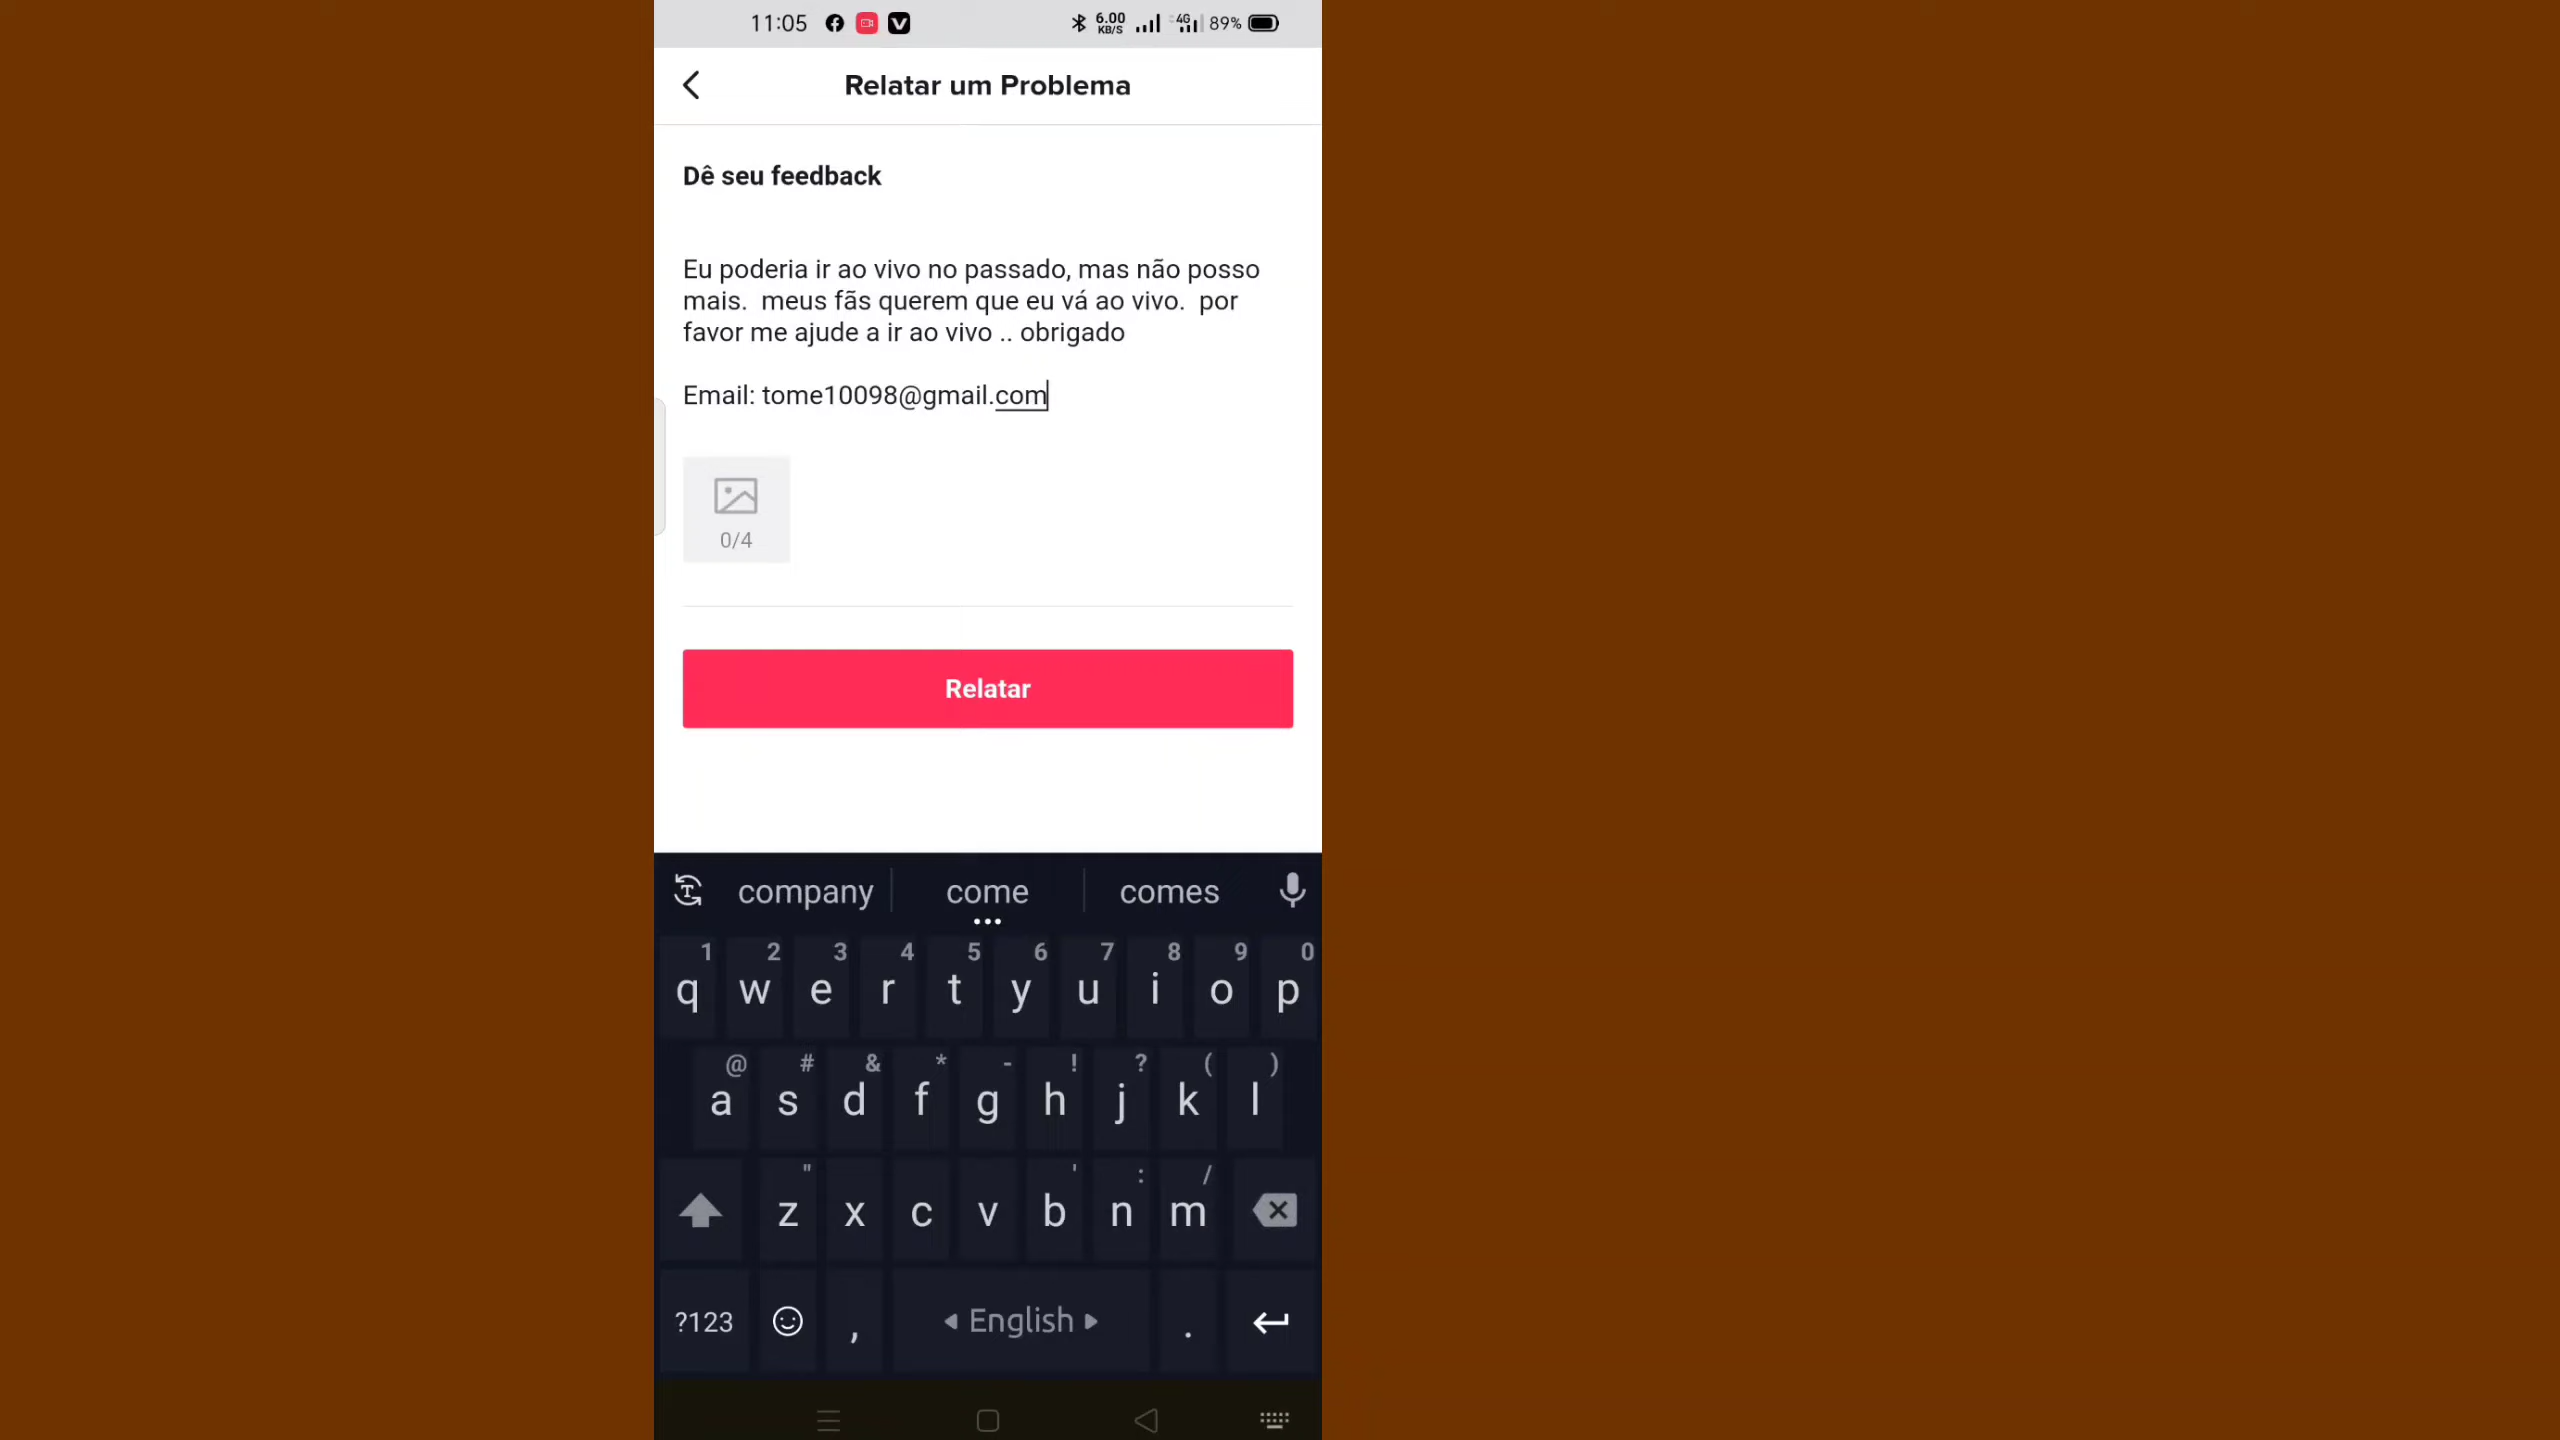 11:05 6.00 KB/S 4G 89%
Relatar um Problema
Dê seu feedback
Eu poderia ir ao vivo no passado, mas não posso
mais.  meus fãs querem que eu vá ao vivo.  por
favor me ajude a ir ao vivo .. obrigado
Email: tome10098@gmail.com
0/4
Relatar
company come comes
1 2 3 4 5 6 7 8 9 0
q w e r t y u i o p
@ # & * - ! ? ( )
a s d f g h j k l
" ' : /
z x c v b n m
?123 , English .